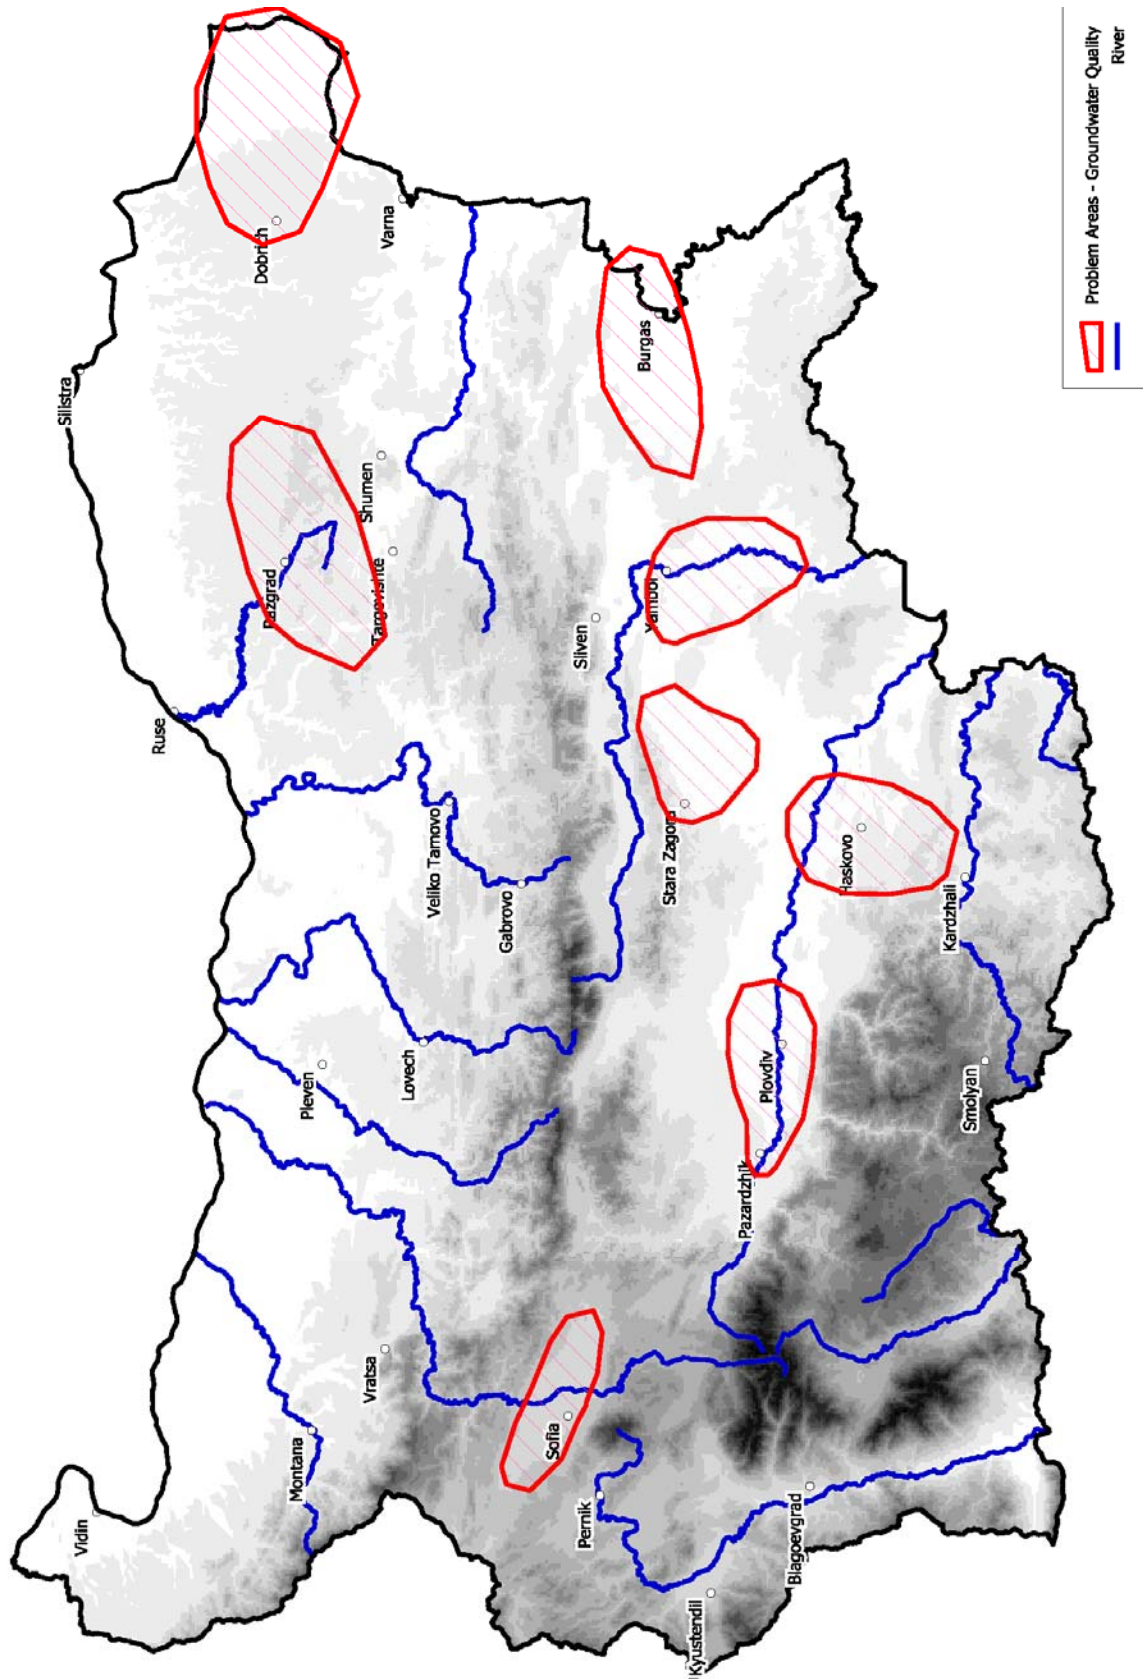 Silistra
Vidin
Ruse
Dobrich
Razgrad
Montana
Pleven
Vratsa
Shumen
Targovishte
Varna
Lovech
Veliko Tarnovo
Gabrovo
Sofia
Sliven
Pernik
Burgas
Yambol
Stara Zagora
Kyustendil
Pazardzhik
Plovdiv
Blagoevgrad
Haskovo
Kardzhali
Smolyan
Problem Areas - Groundwater Quality
River